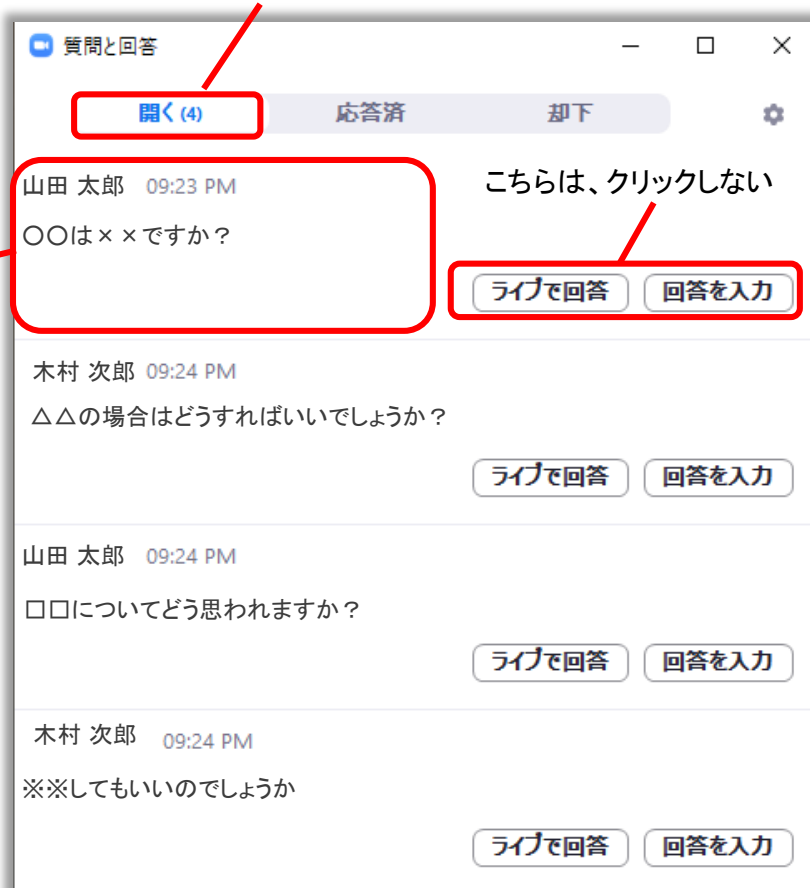 質問と回答
開く(4)
応答済
却下
山田 太郎 09:23 PM
こちらは、クリックしない
〇〇は××ですか？
ライブで回答 回答を入力
木村 次郎 09:24 PM
△△の場合はどうすればいいでしょうか？
ライブで回答 回答を入力
山田 太郎 09:24 PM
□□についてどう思われますか？
ライブで回答 回答を入力
木村 次郎 09:24 PM
※※してもいいのでしょうか
ライブで回答 回答を入力